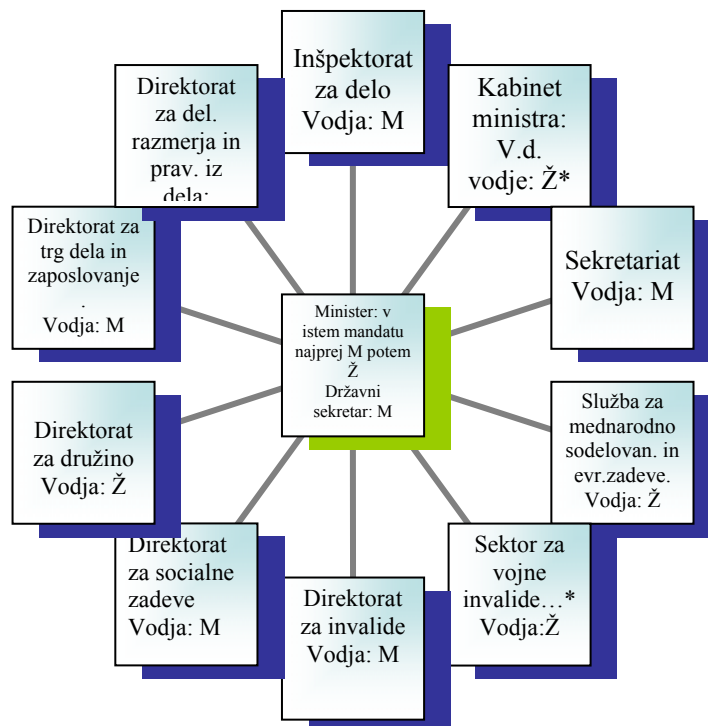 Inšpektorat
za delo
Vodja: M
Kabinet
ministra:
V.d.
vodje: Ž*
Sekretariat
Vodja: M
Služba za
mednarodno
sodelovan. in
evr.zadeve.
Vodja: Ž
Sektor za
vojne
invalide…*
Vodja:Ž
Direktorat
za invalide
Vodja: M
Direktorat
za socialne
zadeve
Vodja: M
Direktorat
za družino
Vodja: Ž
Direktorat za
trg dela in
zaposlovanje
.
Vodja: M
Direktorat
za del.
razmerja in
prav. iz
dela:
Minister: v
istem mandatu
najprej M potem
Ž
Državni
sekretar: M